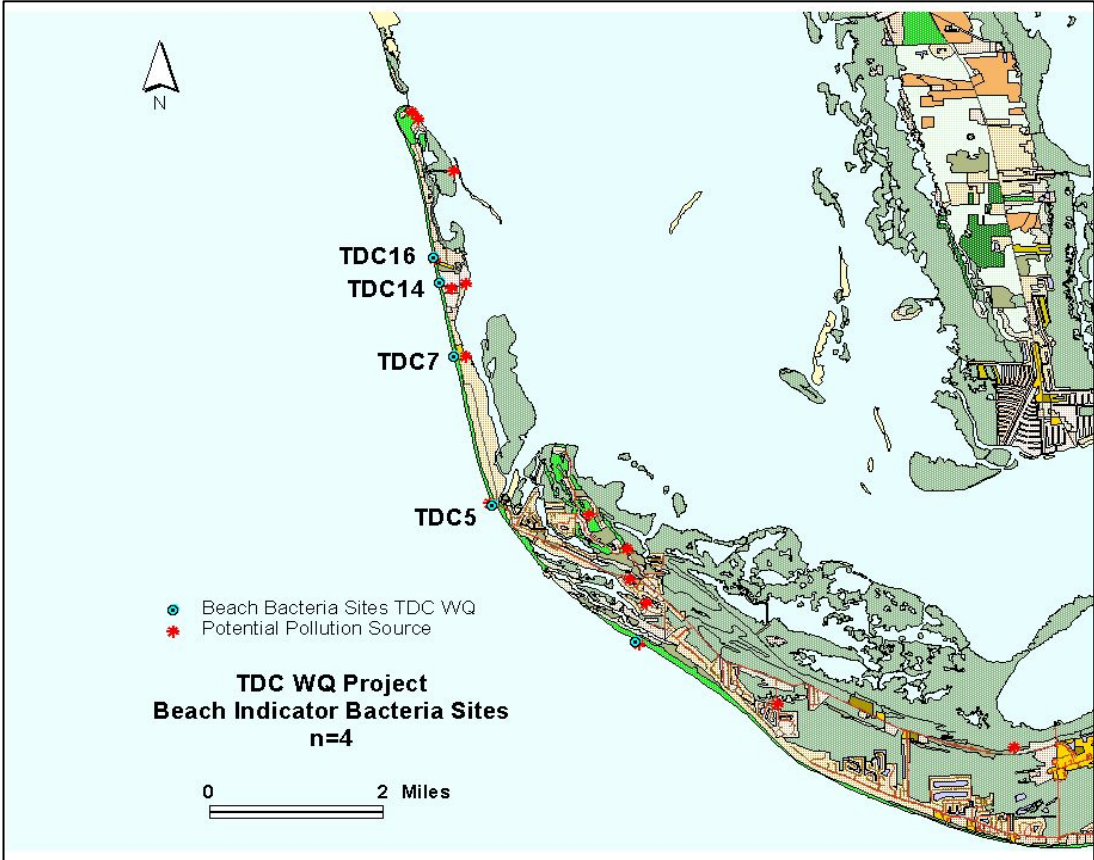 N
TDC16
TDC14
TDC7
TDC5
Beach Bacteria Sites TDC WQ
Potential Pollution Source
TDC WQ Project
Beach Indicator Bacteria Sites
n=4
0 2 Miles